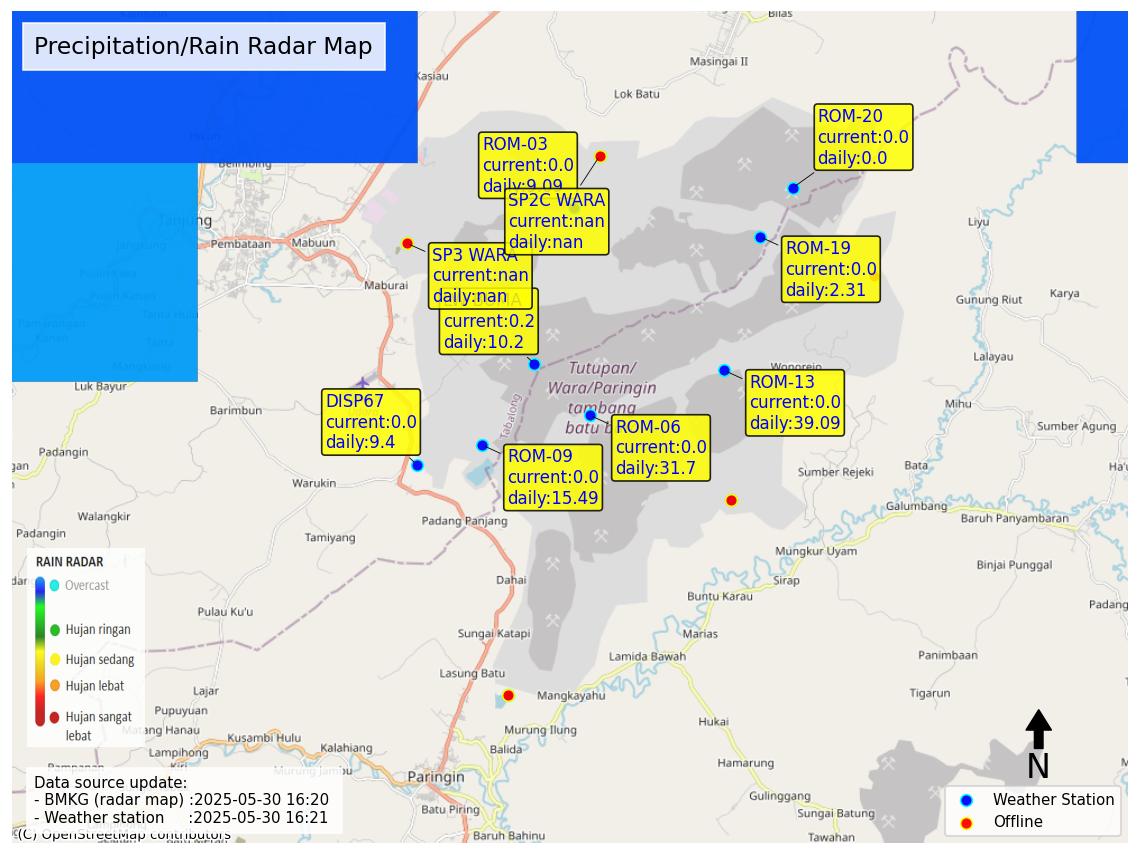 Precipitation/Rain Radar Map
Bilas
Masingai II
Kasiau
Lok Batu
ROM-20
current:0.0
daily:0.0
ROM-03
current:0.0
daily:9.09
SP2C WARA
current:nan
daily:nan
Belimbing
Tanjung
Pembataan
Mabuun
Maburai
SP3 WARA
current:nan
daily:nan
current:0.2
daily:10.2
ROM-19
current:0.0
daily:2.31
Liyu
Gunung Riut
Karya
Lalayau
Wonorejo
Mihu
Tutupan/
Wara/Paringin
tambang
batu b
Tabalong
ROM-13
current:0.0
daily:39.09
Luk Bayur
Barimbun
DISP67
current:0.0
daily:9.4
ROM-06
current:0.0
daily:31.7
ROM-09
current:0.0
daily:15.49
Padangin
Warukin
Sumber Agung
Bata
Sumber Rejeki
Galumbang
Baruh Panyambaran
Walangkir
Padang Panjang
Padangin
Tamiyang
Mungkur Uyam
Binjai Punggal
Dahai
Sirap
Buntu Karau
Padang
Pulau Ku'u
Sungai Katapi
Marias
Lamida Bawah
Panimbaan
Lasung Batu
Mangkayahu
Tigarun
Lajar
Pupuyuan
Matang Hanau
Hukai
Murung Ilung
Kusambi Hulu
Kalahiang
Balida
Lampihong
Hamarung
Murung Jambu
Paringin
Gulinggang
Batu Piring
Sungai Batung
Baruh Bahinu
Tawahan
RAIN RADAR
Overcast
Hujan ringan
Hujan sedang
Hujan lebat
Hujan sangat
lebat
Data source update:
- BMKG (radar map) :2025-05-30 16:20
- Weather station :2025-05-30 16:21
(C) OpenStreetMap contributors
N
Weather Station
Offline